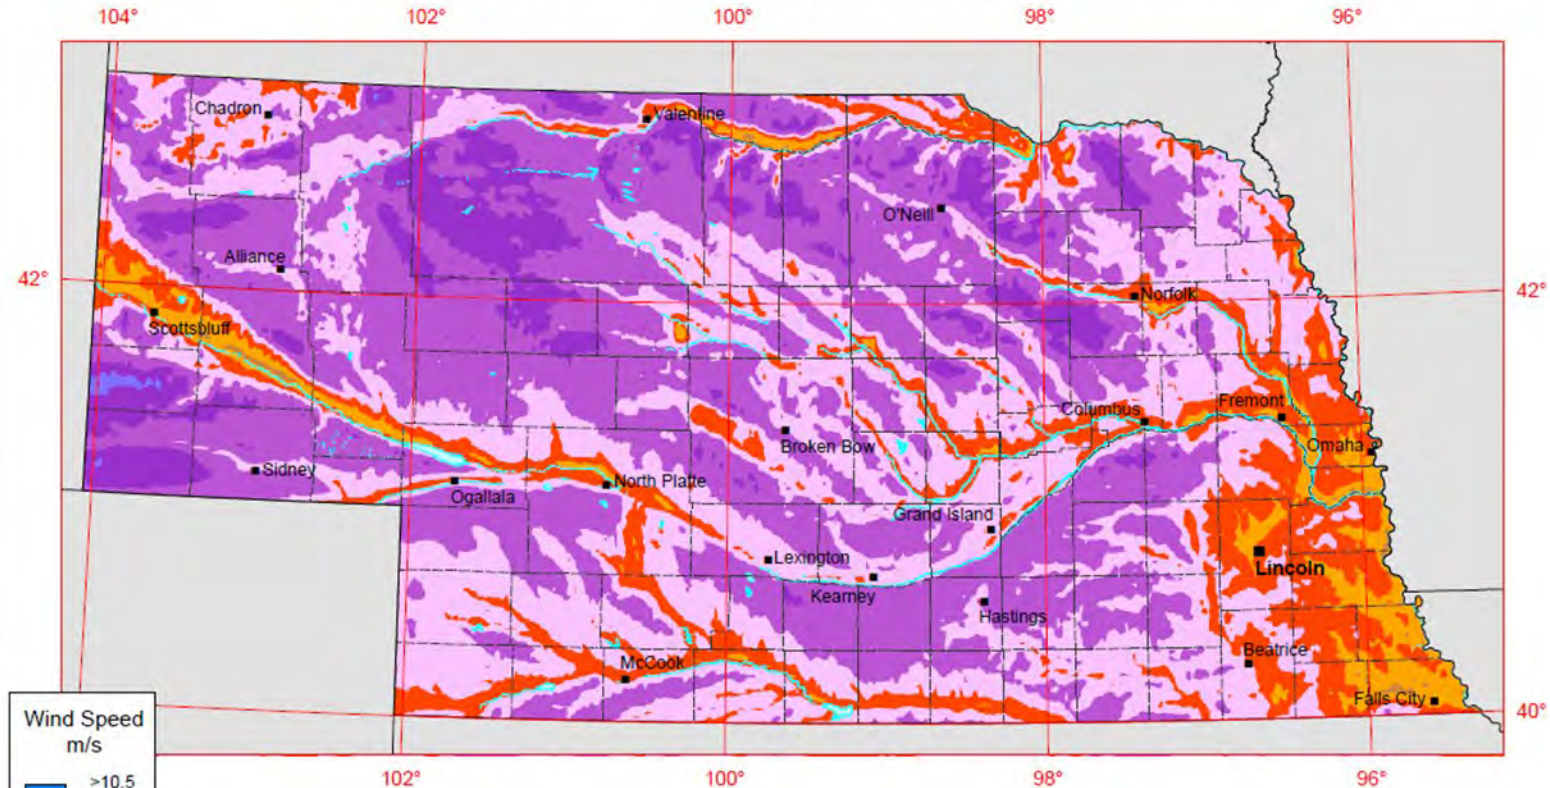 104°
102°
100°
98°
96°
Chadron
Valentine
O'Neill
Alliance
42°
42°
Norfolk
Scottsbluff
Fremont
Columbus
Omaha
Broken Bow
Sidney
North Platte
Ogallala
Grand Island
Lexington
Lincoln
Kearney
Hastings
McCook
Beatrice
Falls City
40°
Wind Speed
m/s
>10.5
102°
100°
98°
96°